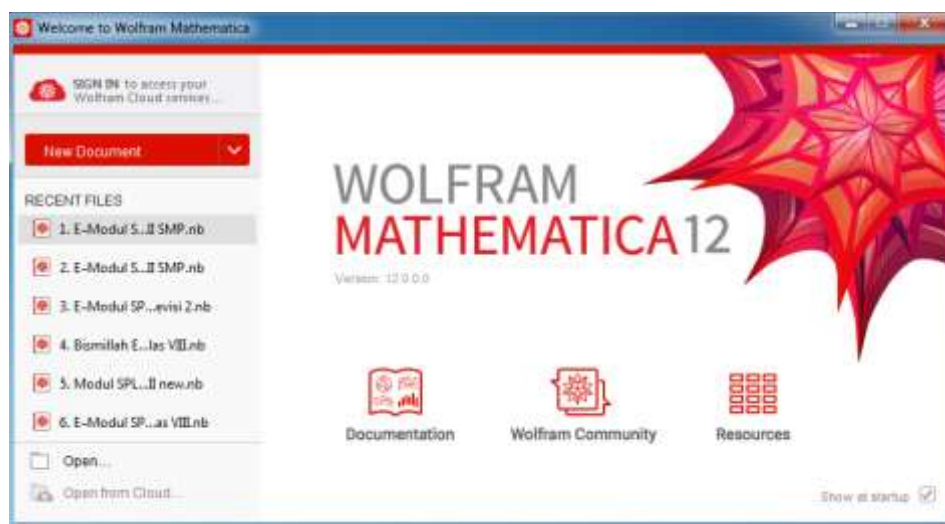 Welcome to Wolfram Mathematica
SIGN IN to access your
Wolfram Cloud services...
New Document
RECENT FILES
1. E-Modul S...II SMP.nb
2. E-Modul S...II SMP.nb
3. E-Modul SP...evisi 2.nb
4. Bismillah E...las VIII.nb
5. Modul SPL...II new.nb
6. E-Modul SP...as VIII.nb
Open...
Open from Cloud...
WOLFRAM
MATHEMATICA 12
Version: 12.0.0.0
Documentation
Wolfram Community
Resources
Show at startup